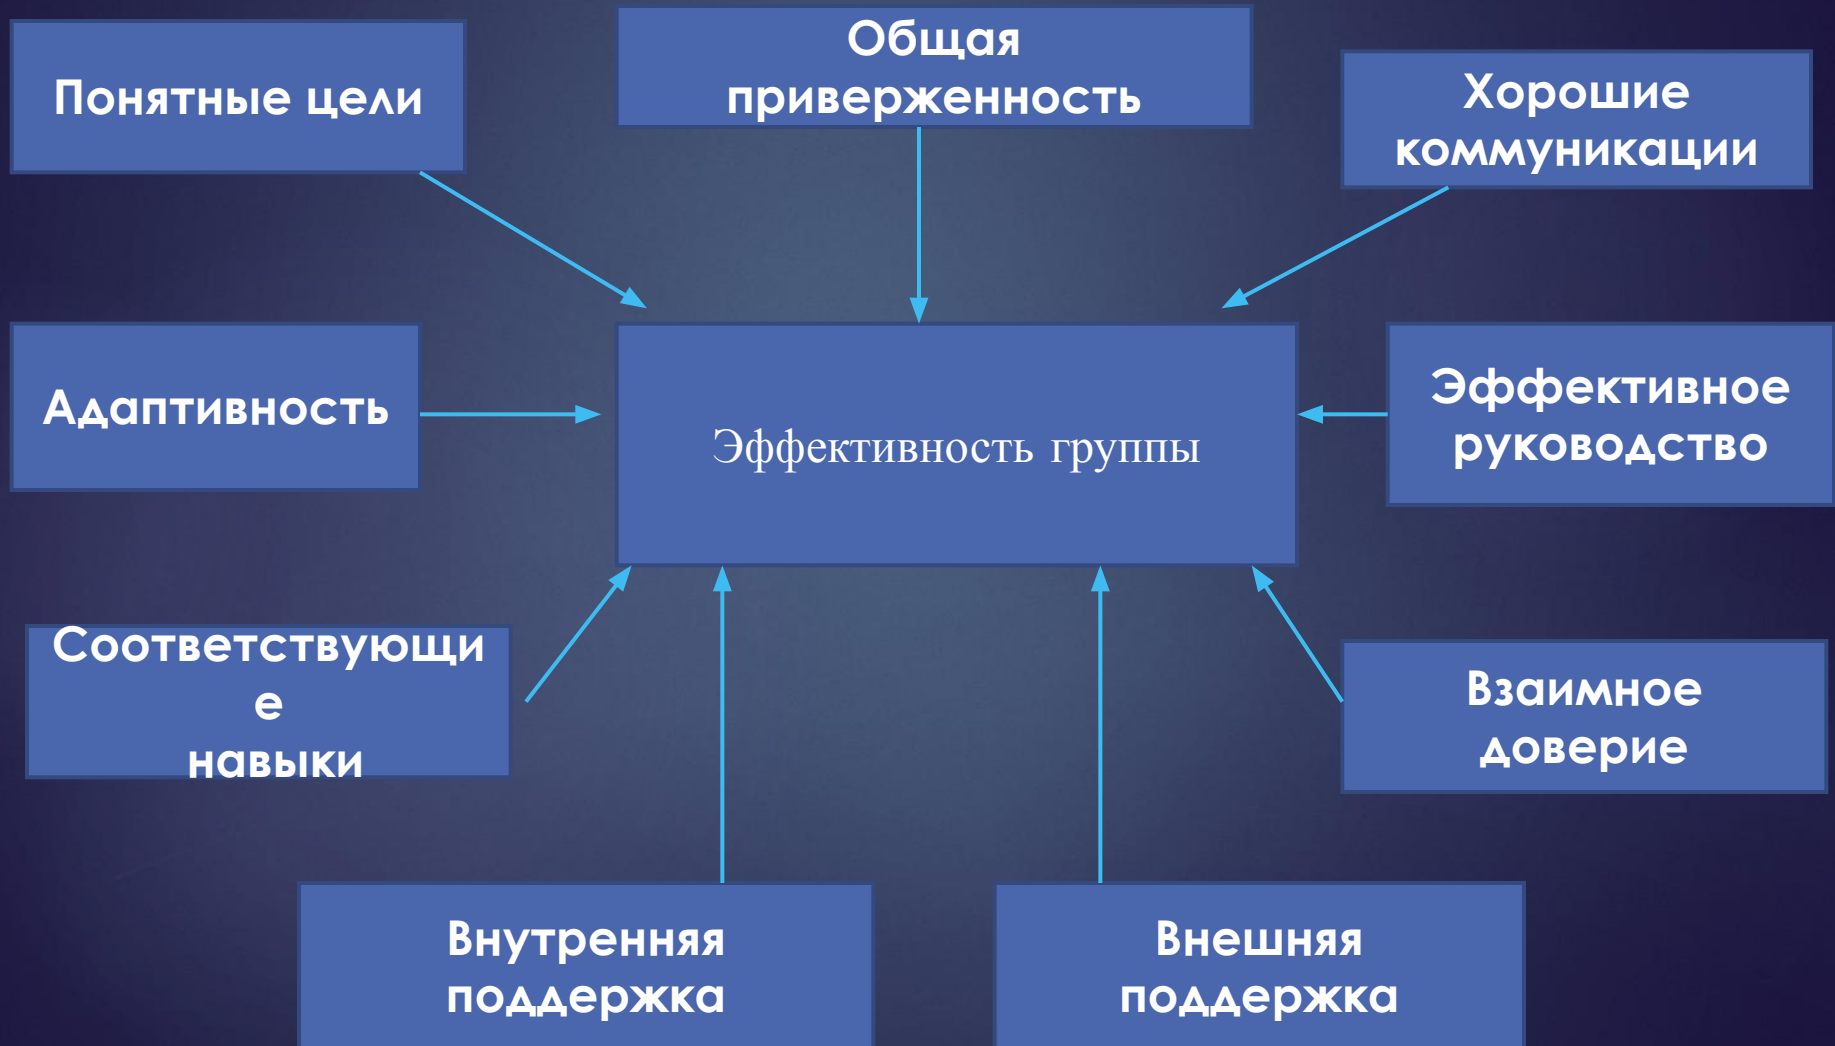 Понятные цели
Общая
приверженность
Хорошие
коммуникации
Адаптивность
Эффективность группы
Эффективное
руководство
Соответствующи
е
навыки
Взаимное
доверие
Внутренняя
поддержка
Внешняя
поддержка